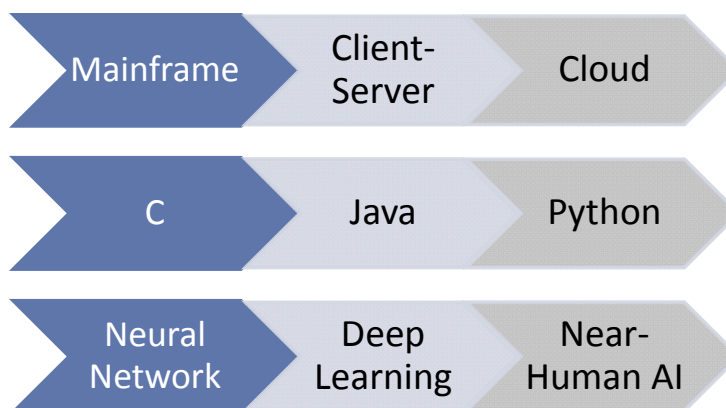 Mainframe
Client-
Server
Cloud
C
Java
Python
Neural
Network
Deep
Learning
Near-
Human AI